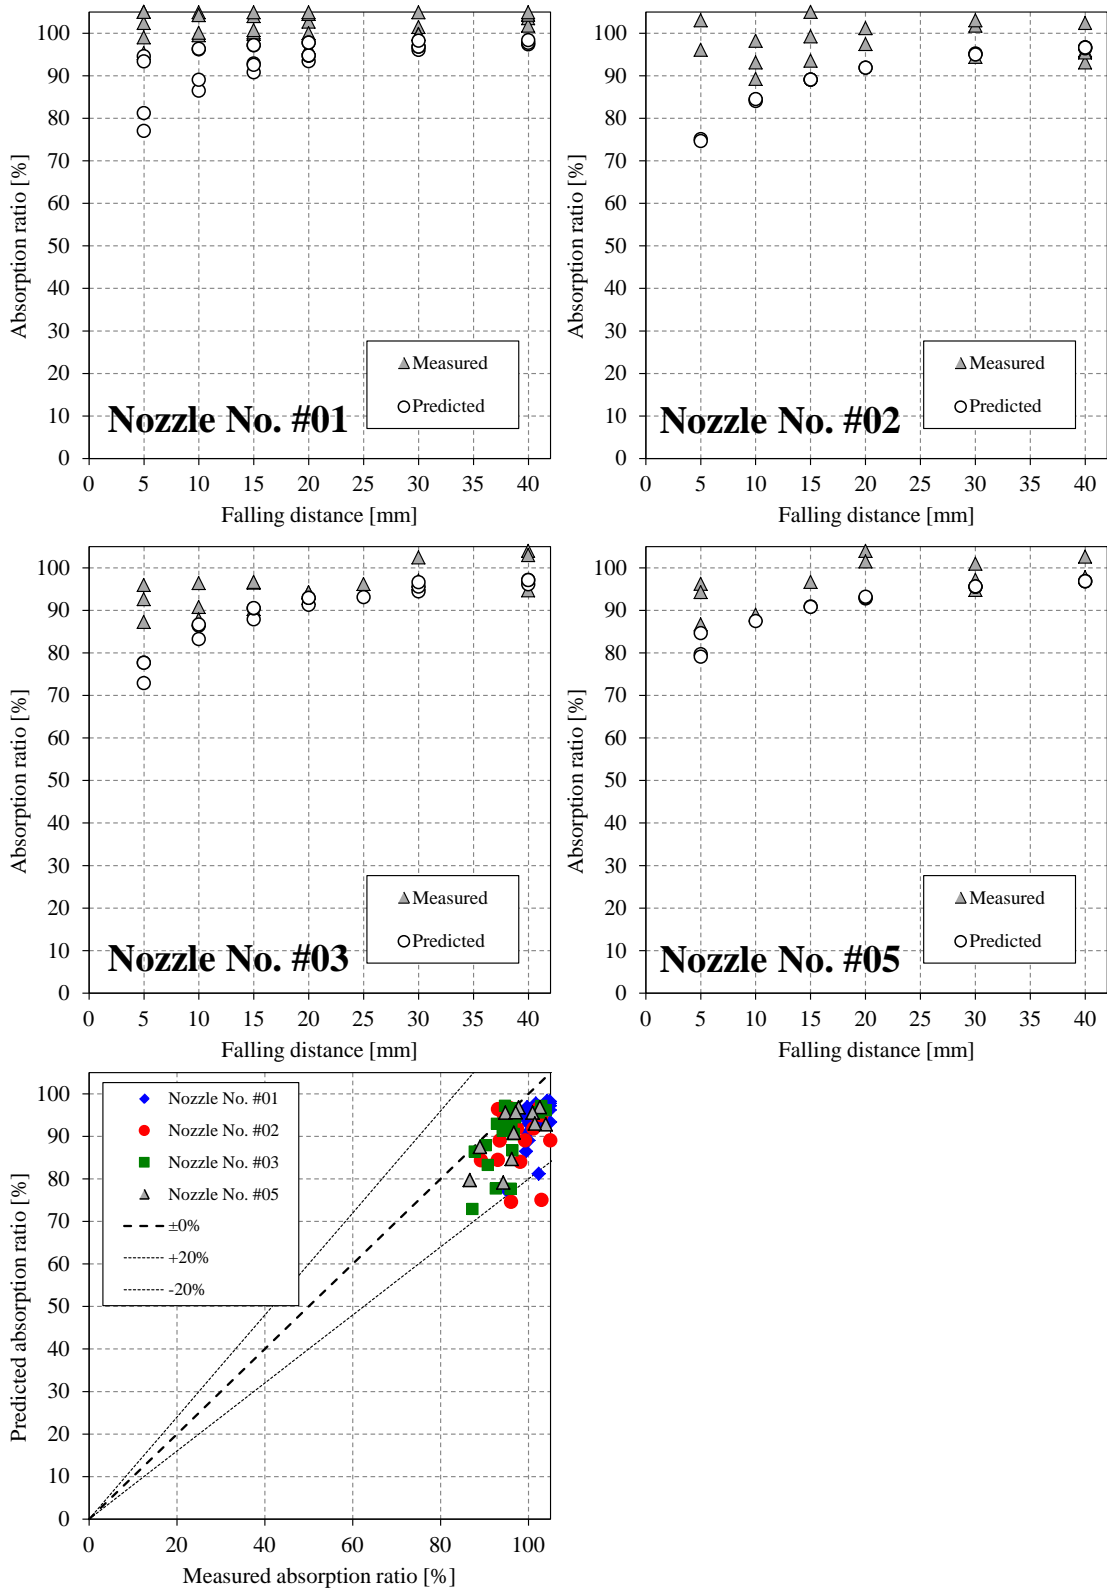 Absorption ratio [%]
100
90
80
70
60
50
40
30
20
10
0
Measured
Predicted
Nozzle No. #01
0 5 10 15 20 25 30 35 40
Falling distance [mm]
Absorption ratio [%]
100
90
80
70
60
50
40
30
20
10
0
Measured
Predicted
Nozzle No. #02
0 5 10 15 20 25 30 35 40
Falling distance [mm]
Absorption ratio [%]
100
90
80
70
60
50
40
30
20
10
0
Measured
Predicted
Nozzle No. #03
0 5 10 15 20 25 30 35 40
Falling distance [mm]
Absorption ratio [%]
100
90
80
70
60
50
40
30
20
10
0
Measured
Predicted
Nozzle No. #05
0 5 10 15 20 25 30 35 40
Falling distance [mm]
Predicted absorption ratio [%]
100
90
80
70
60
50
40
30
20
10
0
Nozzle No. #01
Nozzle No. #02
Nozzle No. #03
Nozzle No. #05
±0%
+20%
-20%
0 20 40 60 80 100
Measured absorption ratio [%]